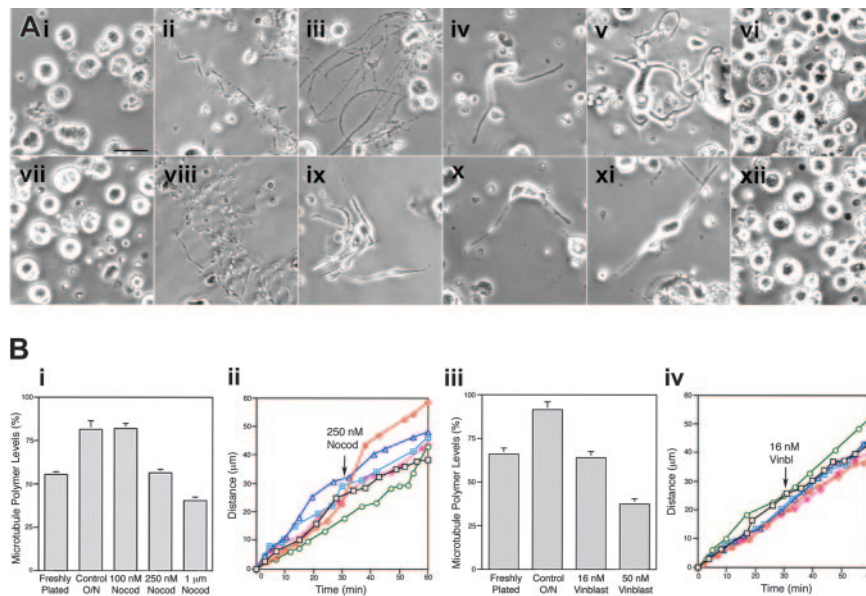 A i ii iii iv v vi
vii viii ix x xi xii
B
i ii iii iv
Microtubule Polymer Levels (%)
100
75
50
25
0
Freshly Plated
Control O/N
100 nM Nocod
250 nM Nocod
1 µm Nocod
Distance (µm)
60
50
40
30
20
10
0
250 nM
Nocod
0 10 20 30 40 50 60
Time (min)
Microtubule Polymer Levels (%)
100
75
50
25
0
Freshly Plated
Control O/N
16 nM Vinblast
50 nM Vinblast
Distance (µm)
60
50
40
30
20
10
0
16 nM
Vinbl
0 10 20 30 40 50 60
Time (min)